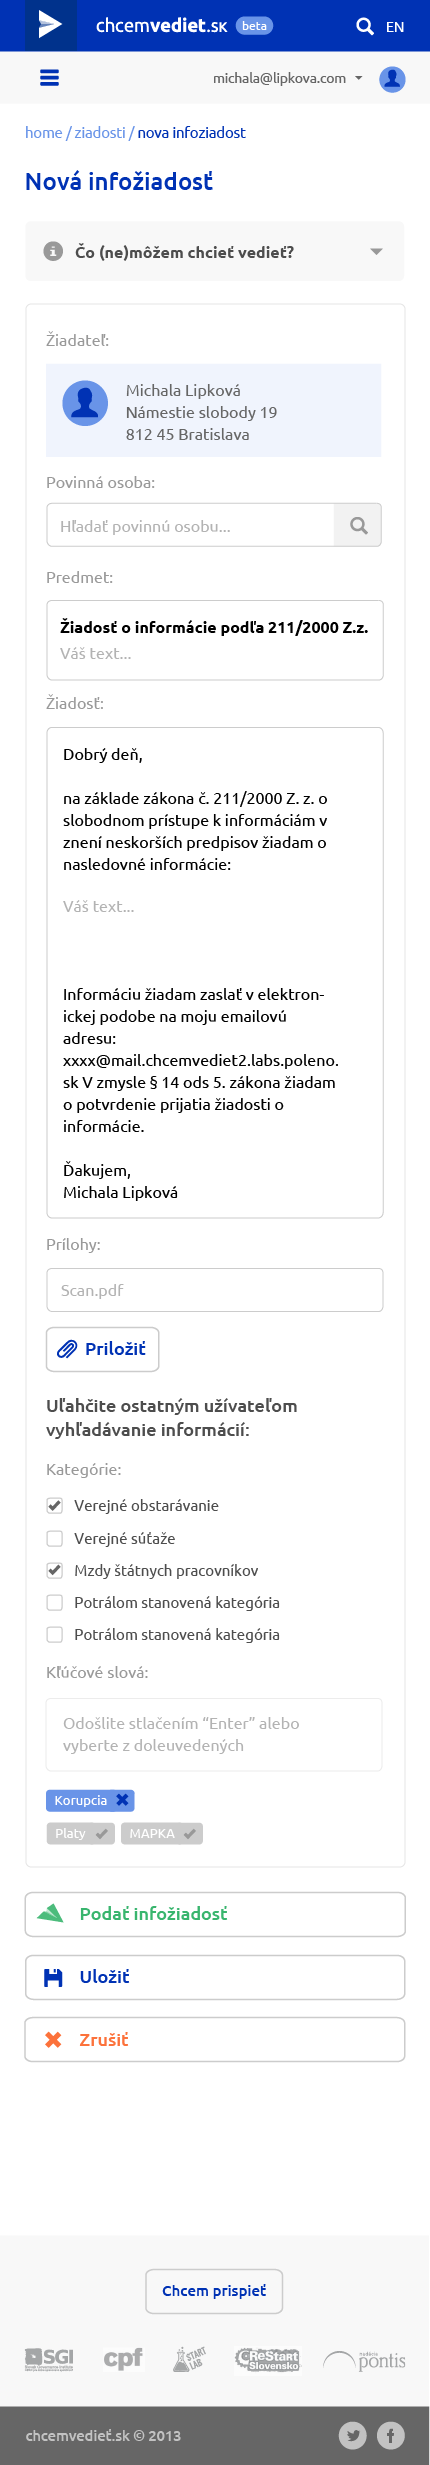 chcemvediet.sk beta
EN
michala@lipkova.com
home / ziadosti / nova infoziadost
Nová infožiadosť
Čo (ne)môžem chcieť vedieť?
Žiadateľ:
Michala Lipková
Námestie slobody 19
812 45 Bratislava
Povinná osoba:
Hľadať povinnú osobu...
Predmet:
Žiadosť o informácie podľa 211/2000 Z.z.
Váš text...
Žiadosť:
Dobrý deň,
na základe zákona č. 211/2000 Z. z. o
slobodnom prístupe k informáciám v
znení neskorších predpisov žiadam o
nasledovné informácie:
Váš text...
Informáciu žiadam zaslať v elektron-
ickej podobe na moju emailovú
adresu:
xxxx@mail.chcemvediet2.labs.poleno.
sk V zmysle § 14 ods 5. zákona žiadam
o potvrdenie prijatia žiadosti o
informácie.
Ďakujem,
Michala Lipková
Prílohy:
Scan.pdf
Priložiť
Uľahčite ostatným užívateľom
vyhľadávanie informácií:
Kategórie:
Verejné obstarávanie
Verejné súťaže
Mzdy štátnych pracovníkov
Potrálom stanovená kategória
Potrálom stanovená kategória
Kľúčové slová:
Odošlite stlačením “Enter” alebo
vyberte z doleuvedených
Korupcia
Platy MAPKA
Podať infožiadosť
Uložiť
Zrušiť
Chcem prispieť
SGI cpf START LAB ReStart Slovensko nadácia pontis
chcemvedieť.sk © 2013